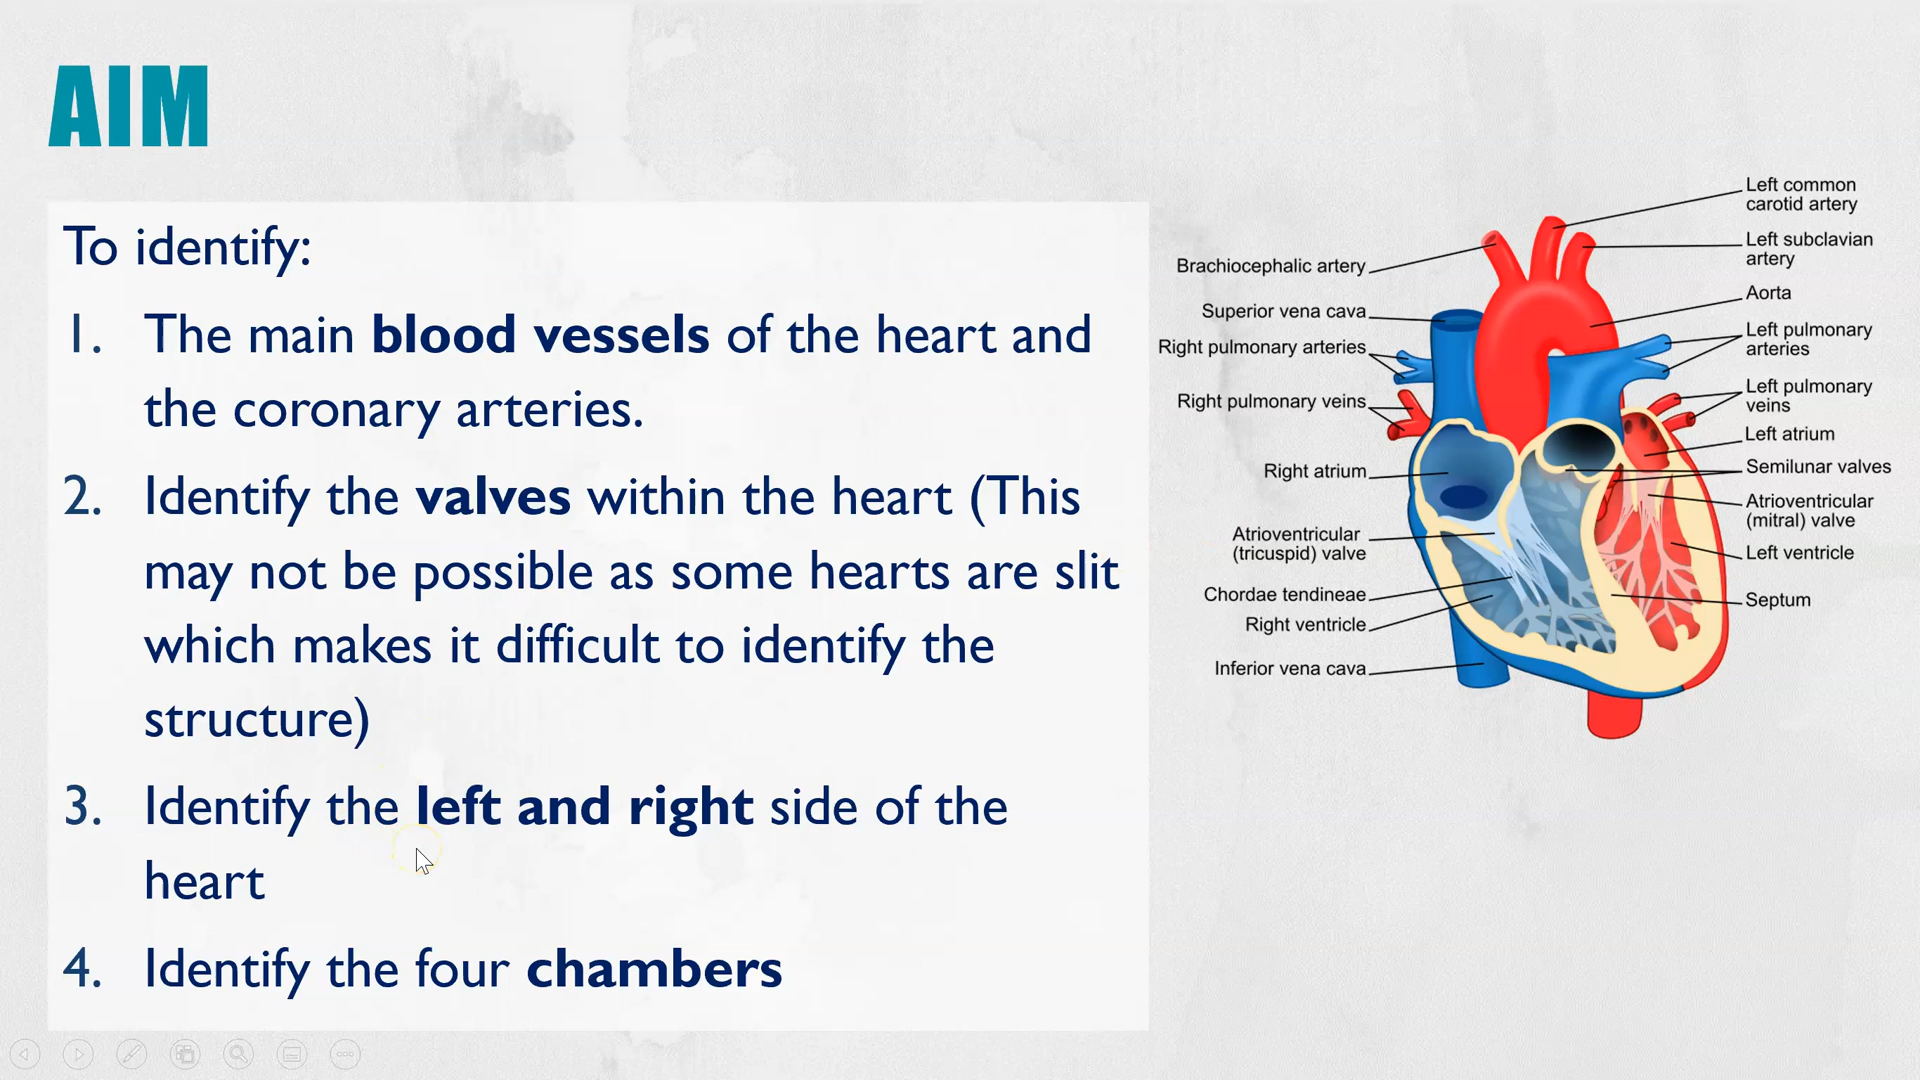 AIM
To identify:
1. The main blood vessels of the heart and
the coronary arteries.
2. Identify the valves within the heart (This
may not be possible as some hearts are slit
which makes it difficult to identify the
structure)
3. Identify the left and right side of the
heart
4. Identify the four chambers
Brachiocephalic artery
Superior vena cava
Right pulmonary arteries
Right pulmonary veins
Right atrium
Atrioventricular
(tricuspid) valve
Chordae tendineae
Right ventricle
Inferior vena cava
Left common
carotid artery
Left subclavian
artery
Aorta
Left pulmonary
arteries
Left pulmonary
veins
Left atrium
Semilunar valves
Atrioventricular
(mitral) valve
Left ventricle
Septum